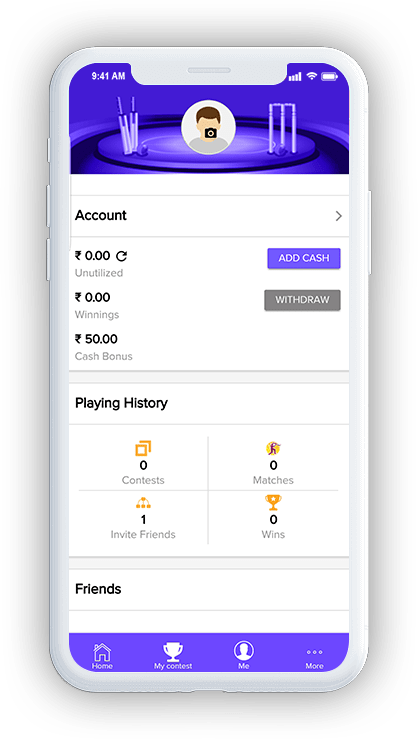 9:41 AM
Account
₹ 0.00
ADD CASH
Unutilized
₹ 0.00
WITHDRAW
Winnings
₹ 50.00
Cash Bonus
Playing History
0
0
Contests
Matches
1
0
Invite Friends
Wins
Friends
Home
My contest
Me
More